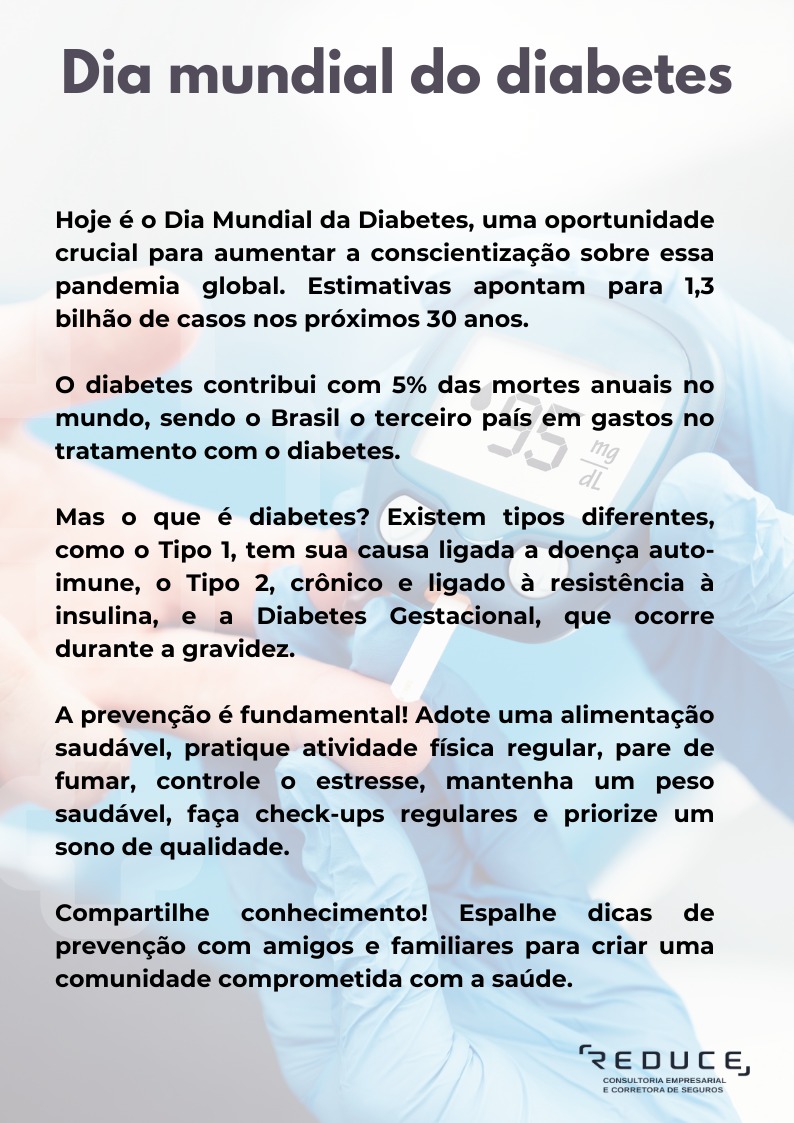 Dia mundial do diabetes
Hoje é o Dia Mundial da Diabetes, uma oportunidade
crucial para aumentar a conscientização sobre essa
pandemia global. Estimativas apontam para 1,3
bilhão de casos nos próximos 30 anos.
O diabetes contribui com 5% das mortes anuais no
mundo, sendo o Brasil o terceiro país em gastos no
tratamento com o diabetes.
95 mg
dL
Mas o que é diabetes? Existem tipos diferentes,
como o Tipo 1, tem sua causa ligada a doença auto-
imune, o Tipo 2, crônico e ligado à resistência à
insulina, e a Diabetes Gestacional, que ocorre
durante a gravidez.
A prevenção é fundamental! Adote uma alimentação
saudável, pratique atividade física regular, pare de
fumar, controle o estresse, mantenha um peso
saudável, faça check-ups regulares e priorize um
sono de qualidade.
Compartilhe conhecimento! Espalhe dicas de
prevenção com amigos e familiares para criar uma
comunidade comprometida com a saúde.
REDUCE
CONSULTORIA EMPRESARIAL
E CORRETORA DE SEGUROS